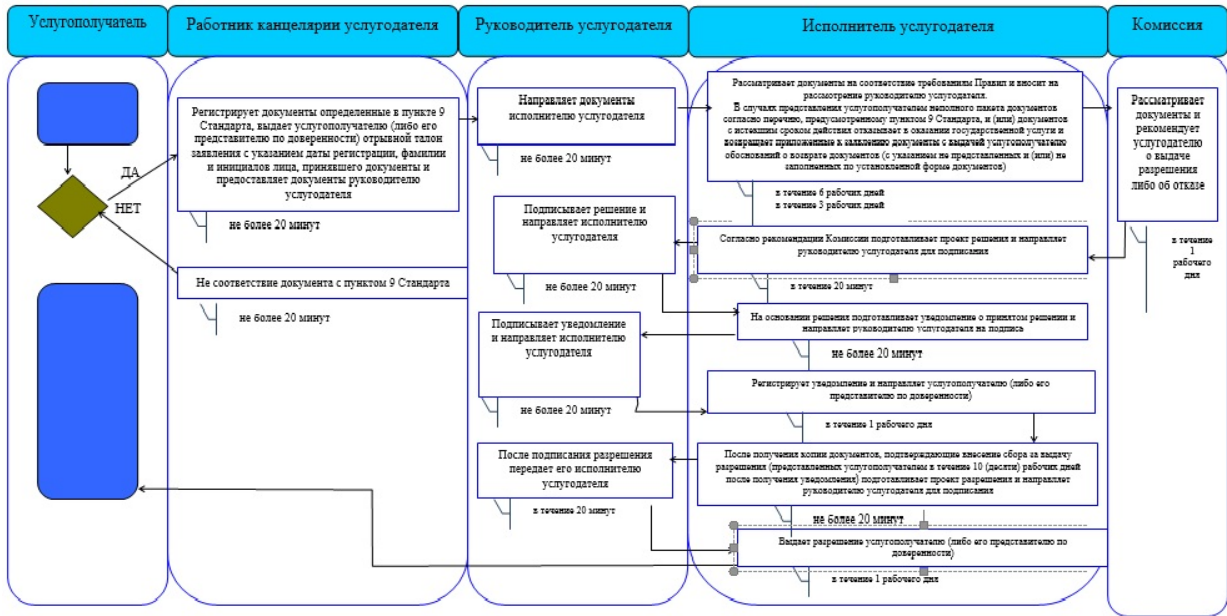 Услугополучатель
Работник канцелярии услугодателя
Руководитель услугодателя
Исполнитель услугодателя
Комиссия
ДА
НЕТ
Регистрирует документы определенные в пункте 9
Стандарта, выдает услугополучателю (либо его
представителю по доверенности) отрывной талон
заявления с указанием даты регистрации, фамилии
и инициалов лица, принявшего документы и
предоставляет документы руководителю
услугодателя
не более 20 минут
Не соответствие документа с пунктом 9 Стандарта
не более 20 минут
Направляет документы
исполнителю услугодателя
не более 20 минут
Подписывает решение и
направляет исполнителю
услугодателя
не более 20 минут
Подписывает уведомление
и направляет исполнителю
услугодателя
не более 20 минут
После подписания разрешения
передает его исполнителю
услугодателя
в течение 20 минут
Рассматривает документы на соответствие требованиям Правил и вносит на
рассмотрение руководителю услугодателя.
В случаях представления услугополучателем неполного пакета документов
согласно перечню, предусмотренному пунктом 9 Стандарта, и (или) документов
с истекшим сроком действия отказывает в оказании государственной услуги и
возвращает приложенные к заявлению документы с выдачей услугополучателю
обоснований о возврате документов (с указанием не представленных и (или) не
заполненных по установленной форме документов)
в течение 6 рабочих дней
в течение 3 рабочих дней
Согласно рекомендации Комиссии подготавливает проект решения и направляет
руководителю услугодателя для подписания
в течение 20 минут
На основании решения подготавливает уведомление о принятом решении и
направляет руководителю услугодателя на подпись
не более 20 минут
Регистрирует уведомление и направляет услугополучателю (либо его
представителю по доверенности)
в течение 1 рабочего дня
После получения копии документов, подтверждающие внесение сбора за выдачу
разрешения (представленных услугополучателем в течение 10 (десяти) рабочих дней
после получения уведомления) подготавливает проект разрешения и направляет
руководителю услугодателя для подписания
не более 20 минут
Выдает разрешение услугополучателю (либо его представителю по
доверенности)
в течение 1 рабочего дня
Рассматривает
документы и
рекомендует
услугодателю
о выдаче
разрешения
либо об отказе
в течение
1
рабочего
дня